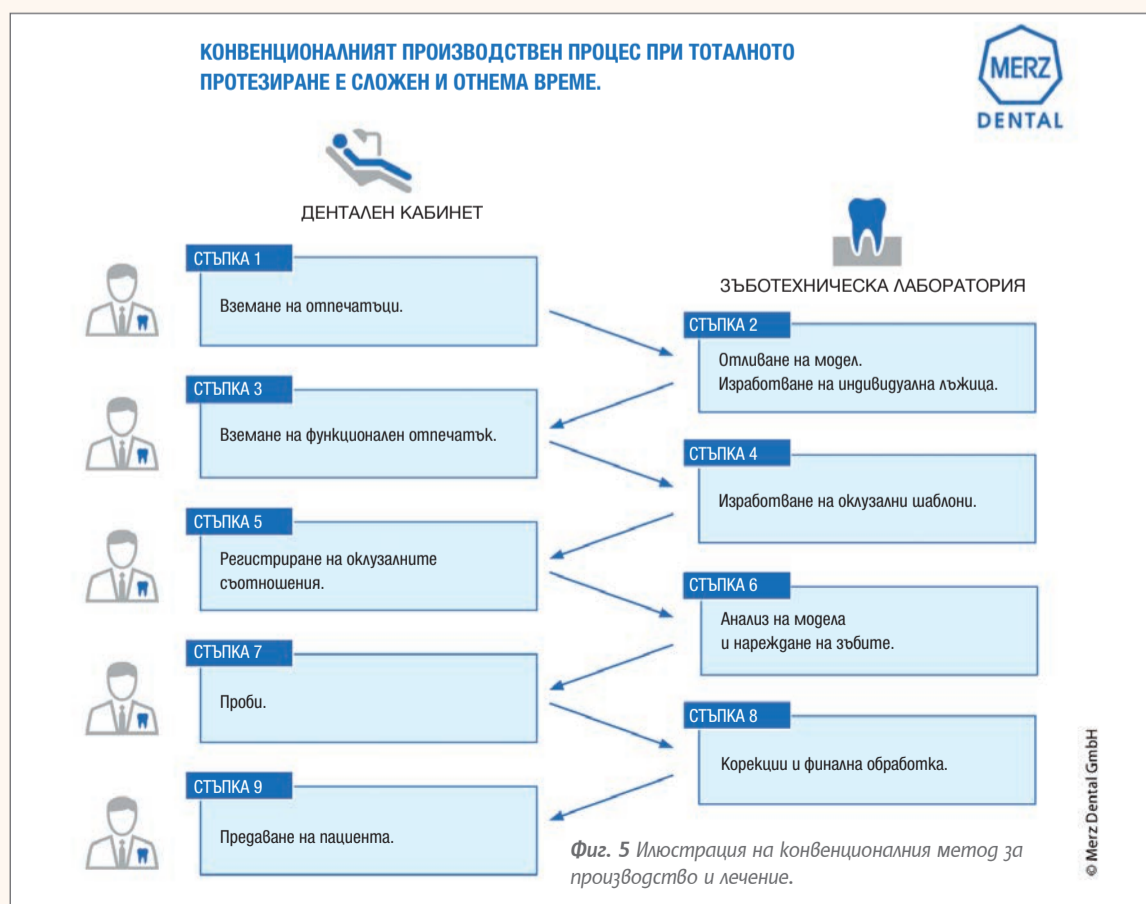 КОНВЕНЦИОНАЛНИЯТ ПРОИЗВОДСТВЕН ПРОЦЕС ПРИ ТОТАЛНОТО
ПРОТЕЗИРАНЕ Е СЛОЖЕН И ОТНЕМА ВРЕМЕ.
MERZ
DENTAL
ДЕНТАЛЕН КАБИНЕТ
ЗЪБОТЕХНИЧЕСКА ЛАБОРАТОРИЯ
СТЪПКА 1
Вземане на отпечатъци.
СТЪПКА 2
Отливане на модел.
Изработване на индивидуална лъжица.
СТЪПКА 3
Вземане на функционален отпечатък.
СТЪПКА 4
Изработване на оклузални шаблони.
СТЪПКА 5
Регистриране на оклузалните
съотношения.
СТЪПКА 6
Анализ на модела
и нареждане на зъбите.
СТЪПКА 7
Проби.
СТЪПКА 8
Корекции и финална обработка.
СТЪПКА 9
Предаване на пациента.
Фиг. 5 Илюстрация на конвенционалния метод за
производство и лечение.
© Merz Dental GmbH